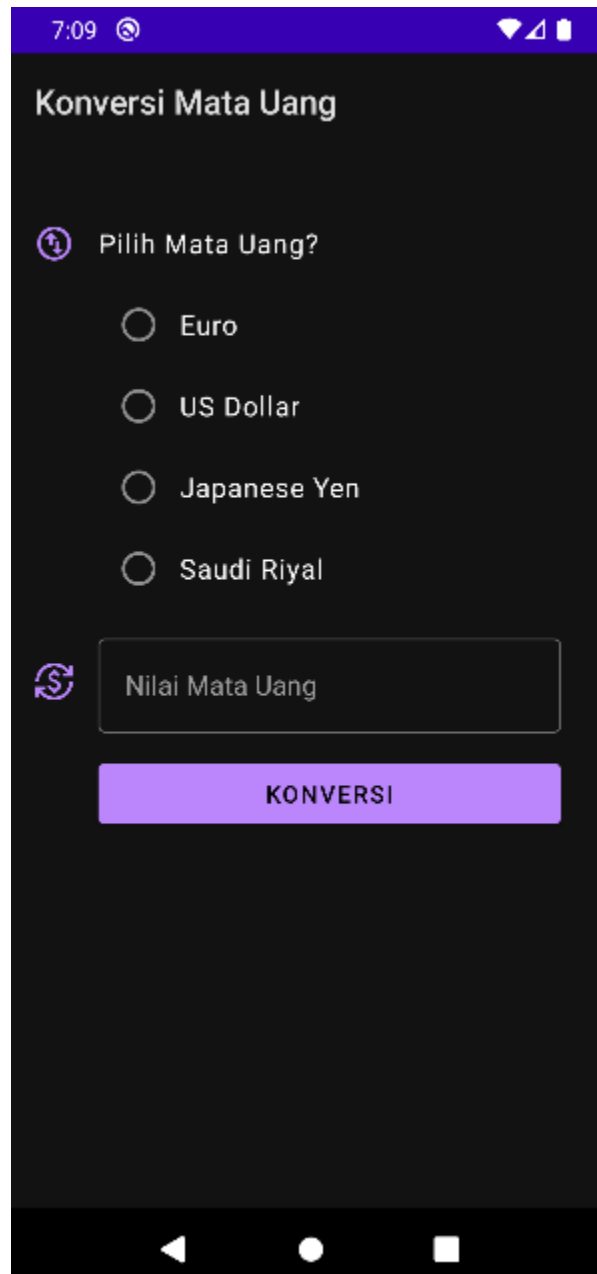 7:09
Konversi Mata Uang
Pilih Mata Uang?
Euro
US Dollar
Japanese Yen
Saudi Riyal
Nilai Mata Uang
KONVERSI